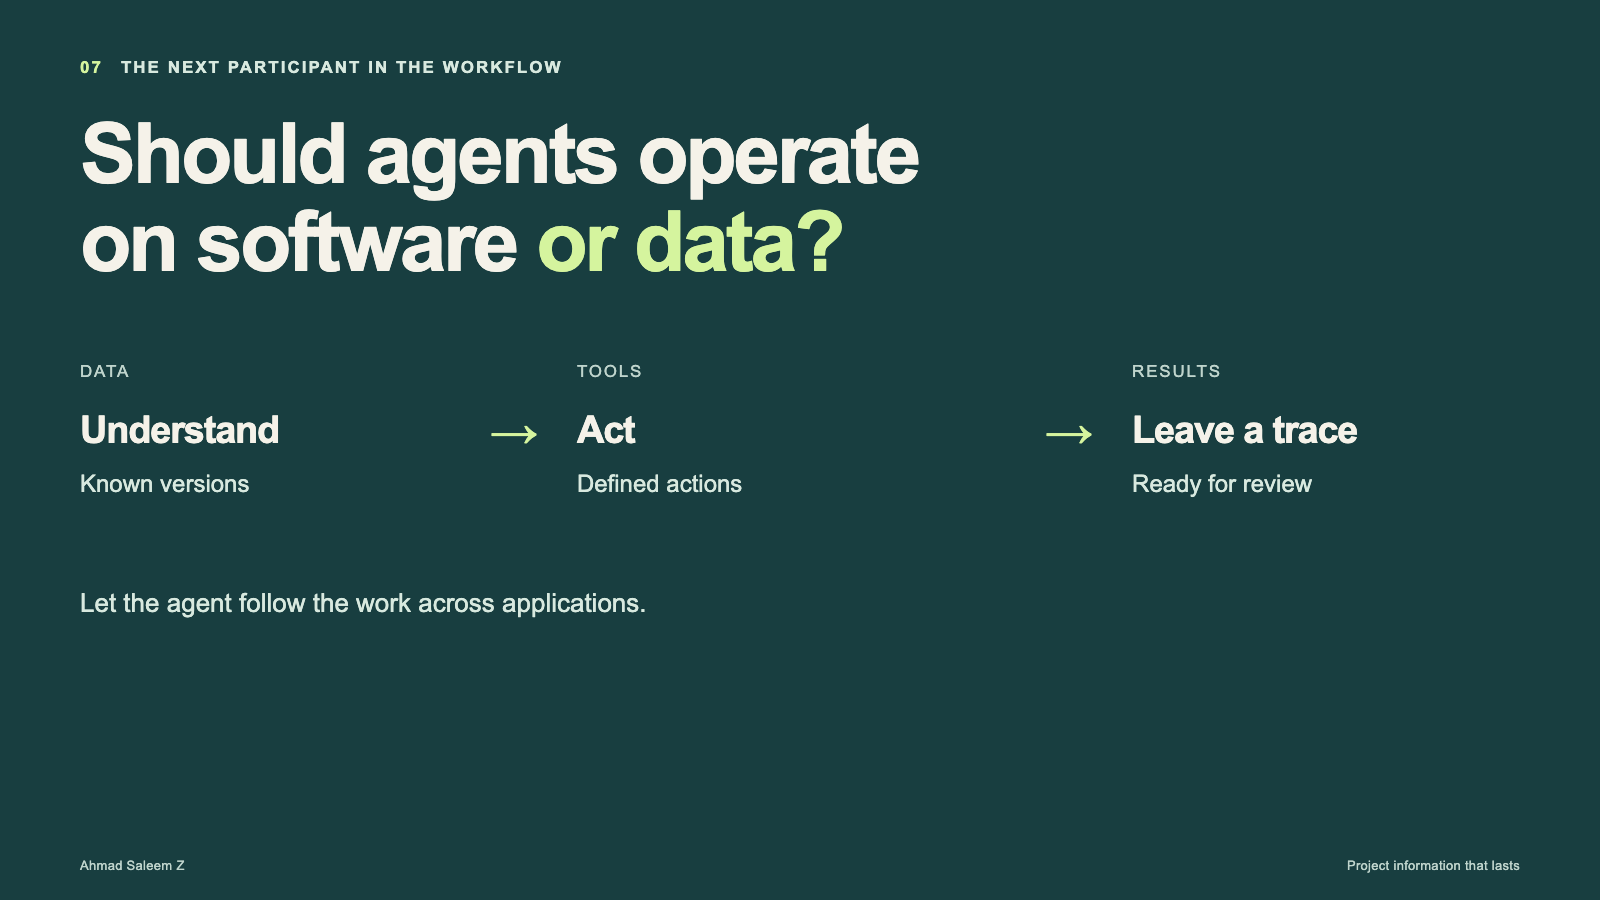 07 THE NEXT PARTICIPANT IN THE WORKFLOW
Should agents operate
on software or data?
DATA
Understand
Known versions
→
TOOLS
Act
Defined actions
→
RESULTS
Leave a trace
Ready for review
Let the agent follow the work across applications.
Ahmad Saleem Z
Project information that lasts